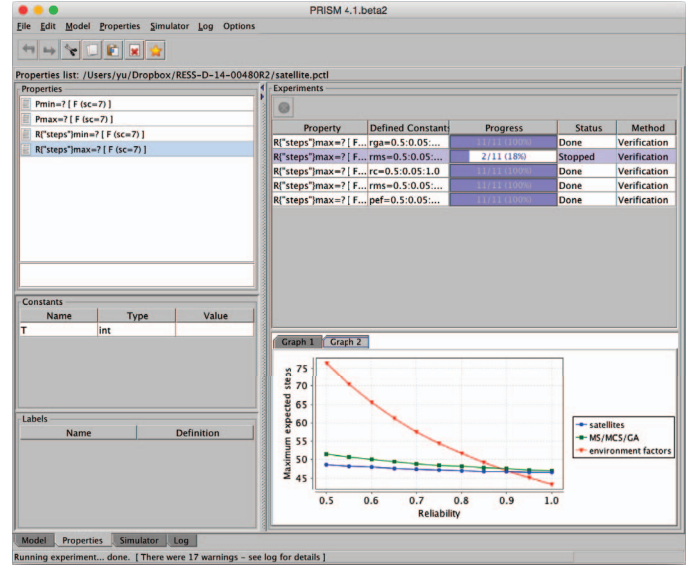 PRISM 4.1.beta2
File Edit Model Properties Simulator Log Options
Properties list: /Users/yu/Dropbox/RESS-D-14-00480R2/satellite.pctl
Properties
Pmin=? [ F (sc=7) ]
Pmax=? [ F (sc=7) ]
R{"steps"}min=? [ F (sc=7) ]
R{"steps"}max=? [ F (sc=7) ]
Constants
Name Type Value
T int
Labels
Name Definition
Experiments
Property Defined Constants Progress Status Method
R{"steps"}max=? [ F... rga=0.5:0.05:... 11/11 (100%) Done Verification
R{"steps"}max=? [ F... rms=0.5:0.05:... 2/11 (18%) Stopped Verification
R{"steps"}max=? [ F... rc=0.5:0.05:1.0 11/11 (100%) Done Verification
R{"steps"}max=? [ F... rms=0.5:0.05:... 11/11 (100%) Done Verification
R{"steps"}max=? [ F... pef=0.5:0.05:... 11/11 (100%) Done Verification
Graph 1 Graph 2
Maximum expected steps
75
70
65
60
55
50
45
0.5 0.6 0.7 0.8 0.9 1.0
Reliability
satellites
MS/MCS/GA
environment factors
Model Properties Simulator Log
Running experiment... done. [ There were 17 warnings - see log for details ]